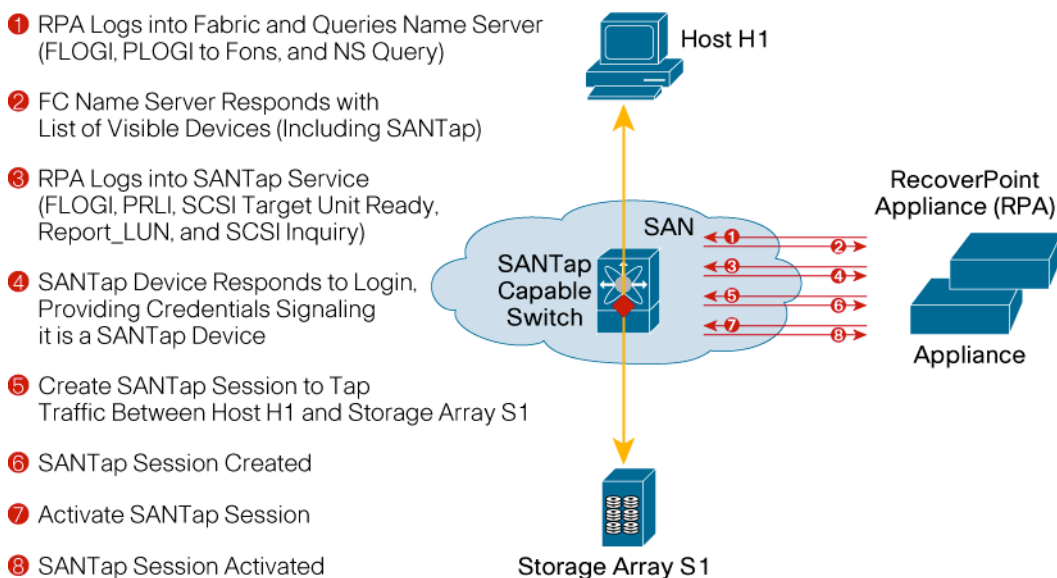 1 RPA Logs into Fabric and Queries Name Server
(FLOGI, PLOGI to Fons, and NS Query)
2 FC Name Server Responds with
List of Visible Devices (Including SANTap)
3 RPA Logs into SANTap Service
(FLOGI, PRLI, SCSI Target Unit Ready,
Report_LUN, and SCSI Inquiry)
4 SANTap Device Responds to Login,
Providing Credentials Signaling
it is a SANTap Device
5 Create SANTap Session to Tap
Traffic Between Host H1 and Storage Array S1
6 SANTap Session Created
7 Activate SANTap Session
8 SANTap Session Activated
Host H1
SAN
SANTap
Capable
Switch
1
2
3
4
5
6
7
8
RecoverPoint
Appliance (RPA)
Appliance
Storage Array S1